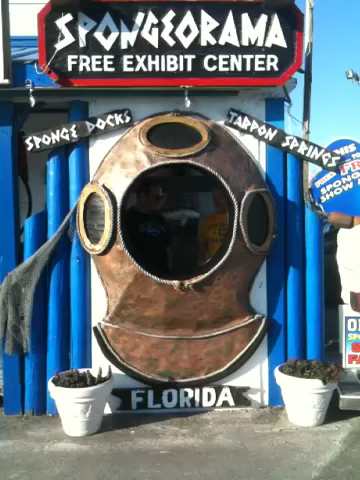 SPONGEORAMA
FREE EXHIBIT CENTER
SPONGE DOCKS
TARPON SPRINGS
SPONGE
SHOW
FLORIDA